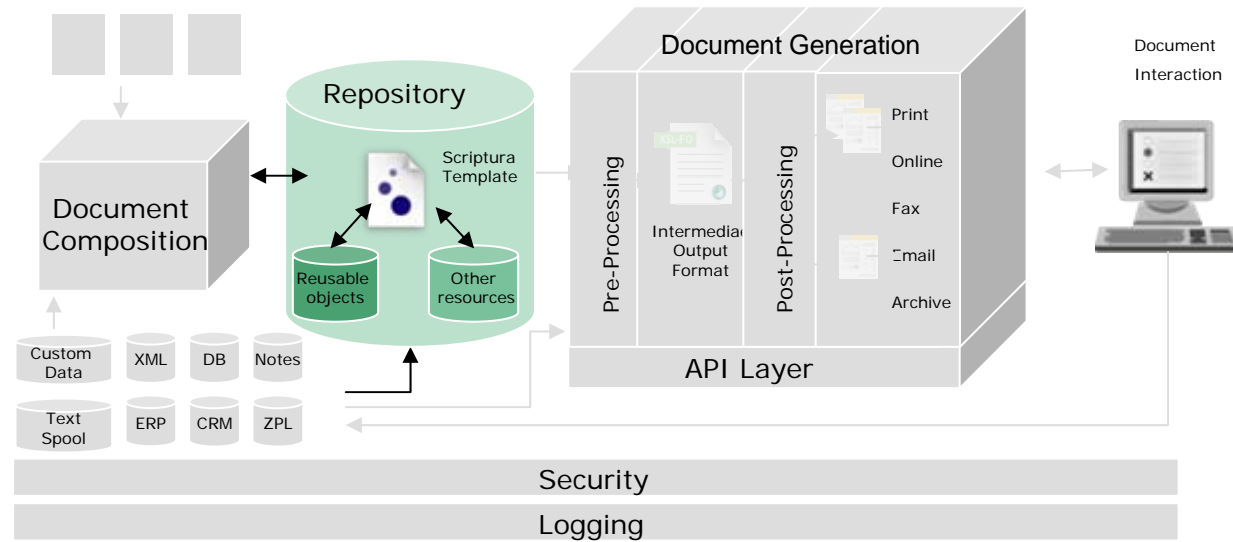 Document Generation
Document
Interaction
Repository
Scriptura
Template
Document
Composition
Reusable
objects
Other
resources
Pre-Processing
XSL-FO
Output
Format
Post-Processing
Print
Online
Fax
Email
Archive
API Layer
Custom
Data
XML
DB
Notes
Text
Spool
ERP
CRM
ZPL
Security
Logging